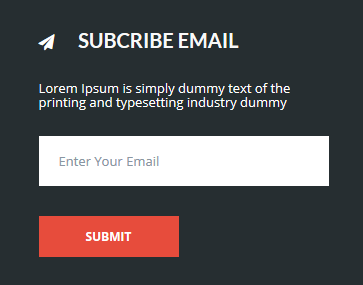 SUBCRIBE EMAIL
Lorem Ipsum is simply dummy text of the
printing and typesetting industry dummy
Enter Your Email
SUBMIT